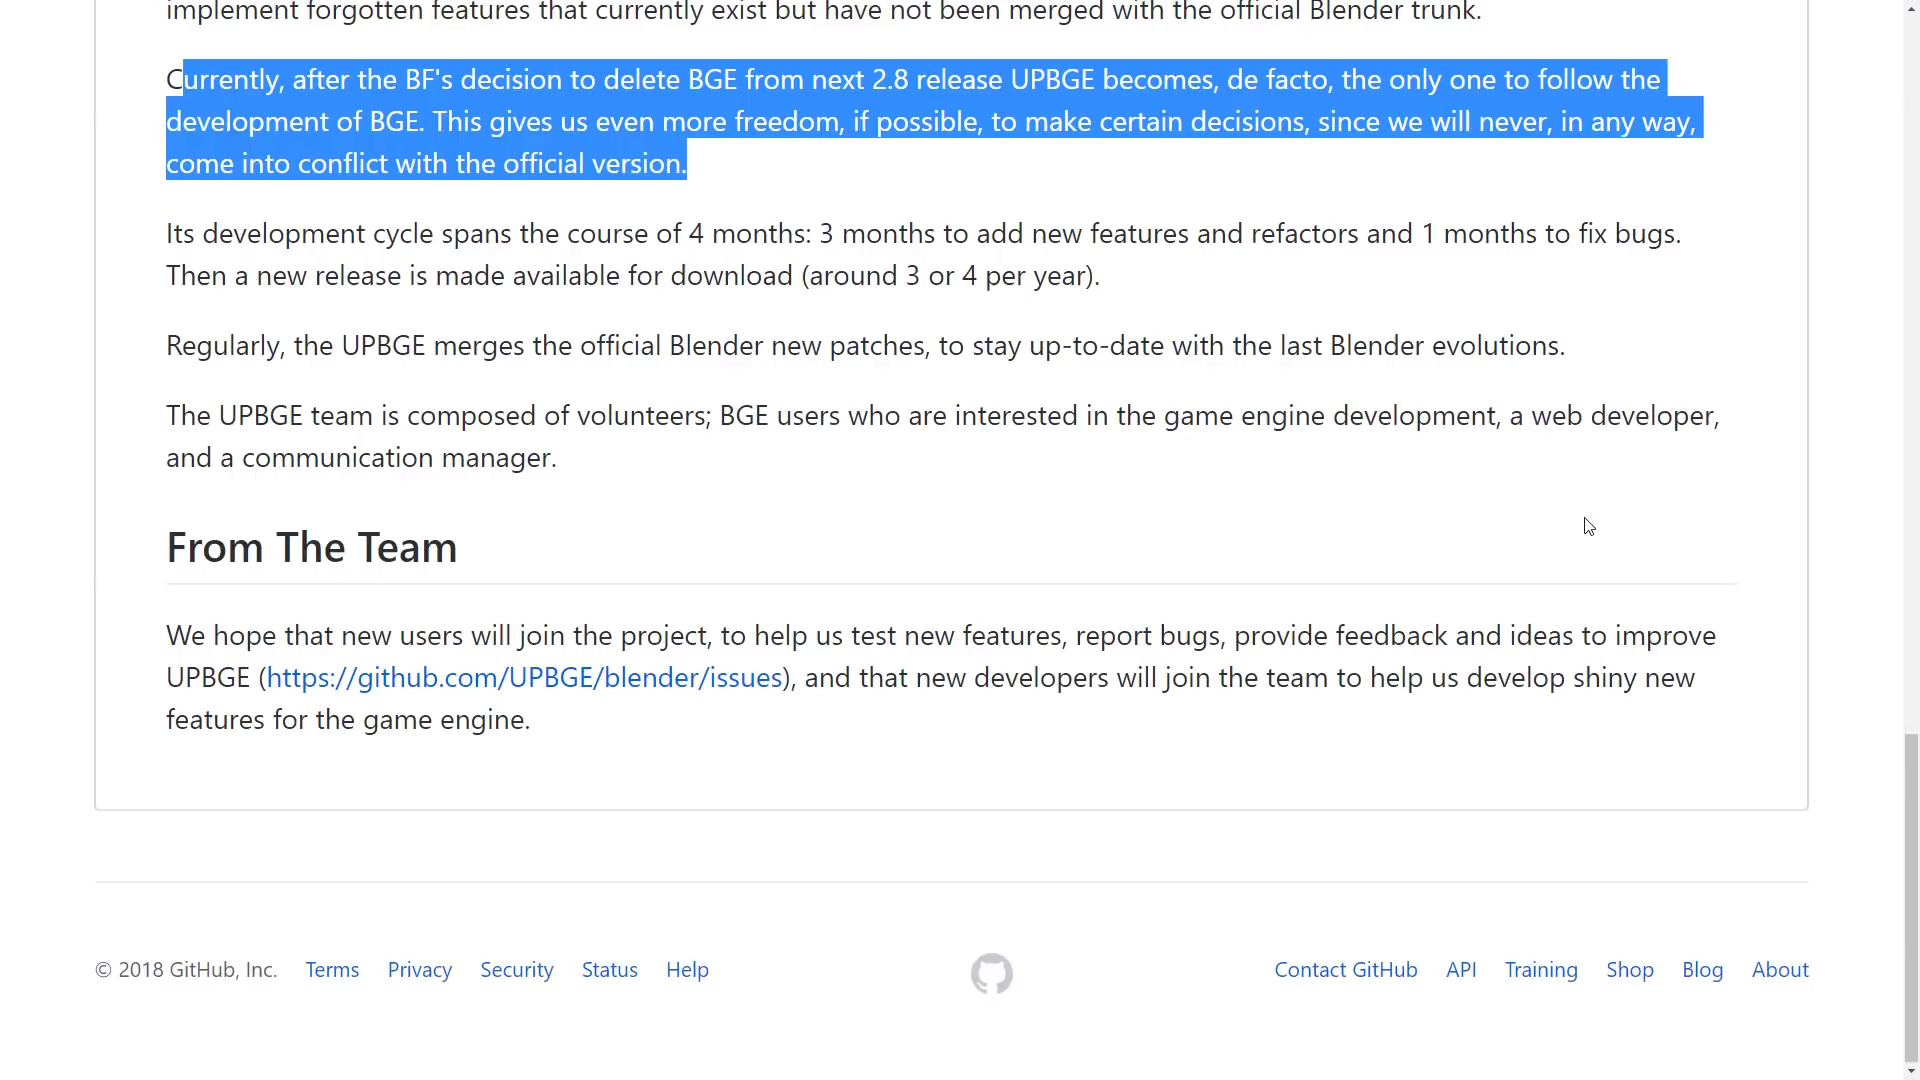 implement forgotten features that currently exist but have not been merged with the official Blender trunk.
Currently, after the BF's decision to delete BGE from next 2.8 release UPBGE becomes, de facto, the only one to follow the
development of BGE. This gives us even more freedom, if possible, to make certain decisions, since we will never, in any way,
come into conflict with the official version.
Its development cycle spans the course of 4 months: 3 months to add new features and refactors and 1 months to fix bugs.
Then a new release is made available for download (around 3 or 4 per year).
Regularly, the UPBGE merges the official Blender new patches, to stay up-to-date with the last Blender evolutions.
The UPBGE team is composed of volunteers; BGE users who are interested in the game engine development, a web developer,
and a communication manager.
From The Team
We hope that new users will join the project, to help us test new features, report bugs, provide feedback and ideas to improve
UPBGE (https://github.com/UPBGE/blender/issues), and that new developers will join the team to help us develop shiny new
features for the game engine.
© 2018 GitHub, Inc. Terms Privacy Security Status Help Contact GitHub API Training Shop Blog About